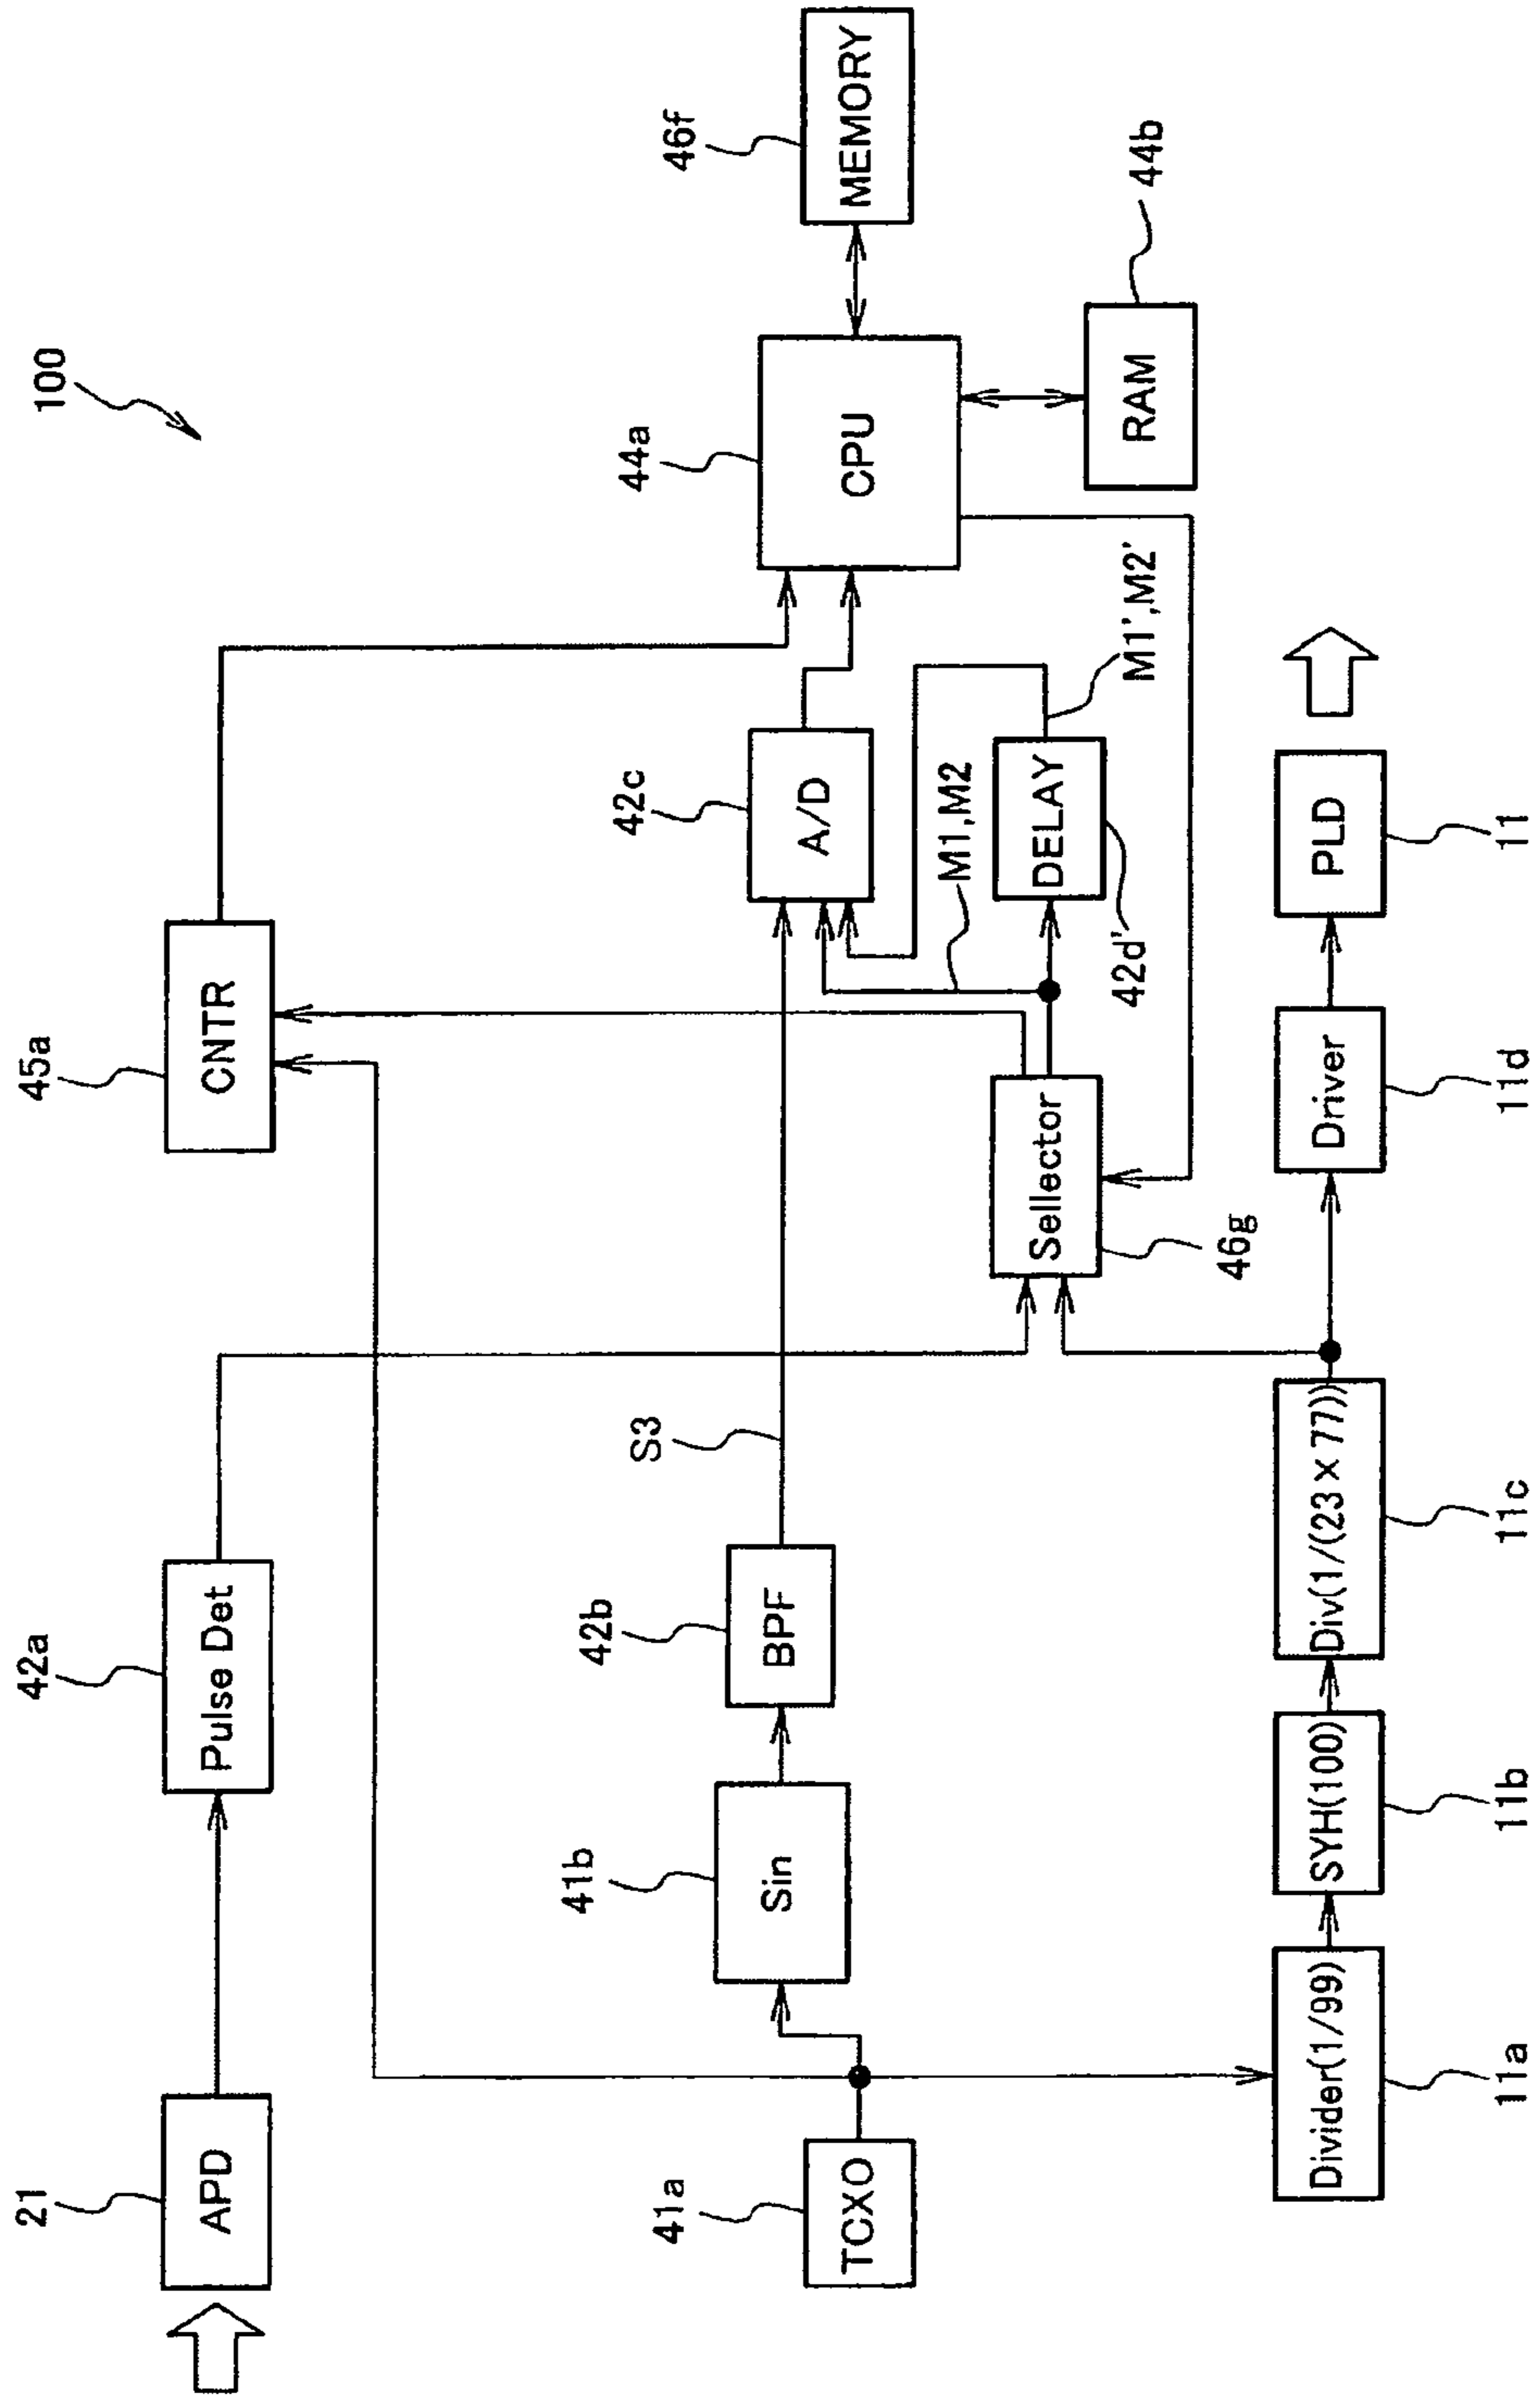 100
21
APD
42a
Pulse Det
45a
CNTR
41a
TCXO
41b
Sin
42b
BPF
S3
42c
A/D
44a
CPU
46f
MEMORY
Sellector
46g
M1,M2
DELAY
42d'
M1',M2'
RAM
44b
Divider(1/99)
11a
SYH(100)
11b
Div(1/(23×77))
11c
Driver
11d
PLD
11